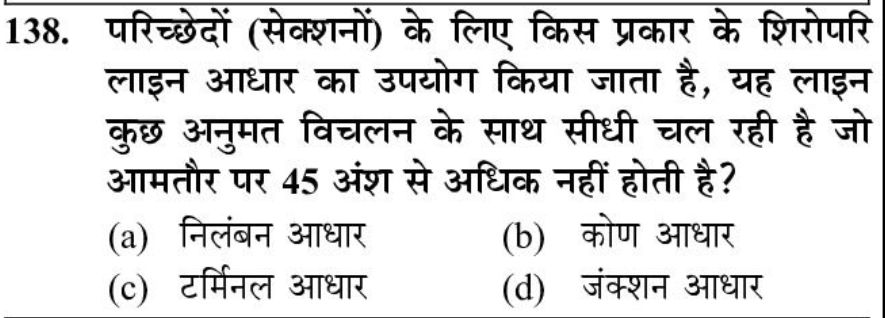 138. परिच्छेदों (सेक्शनों) के लिए किस प्रकार के शिरोपरि
लाइन आधार का उपयोग किया जाता है, यह लाइन
कुछ अनुमत विचलन के साथ सीधी चल रही है जो
आमतौर पर 45 अंश से अधिक नहीं होती है?
(a) निलंबन आधार (b) कोण आधार
(c) टर्मिनल आधार (d) जंक्शन आधार